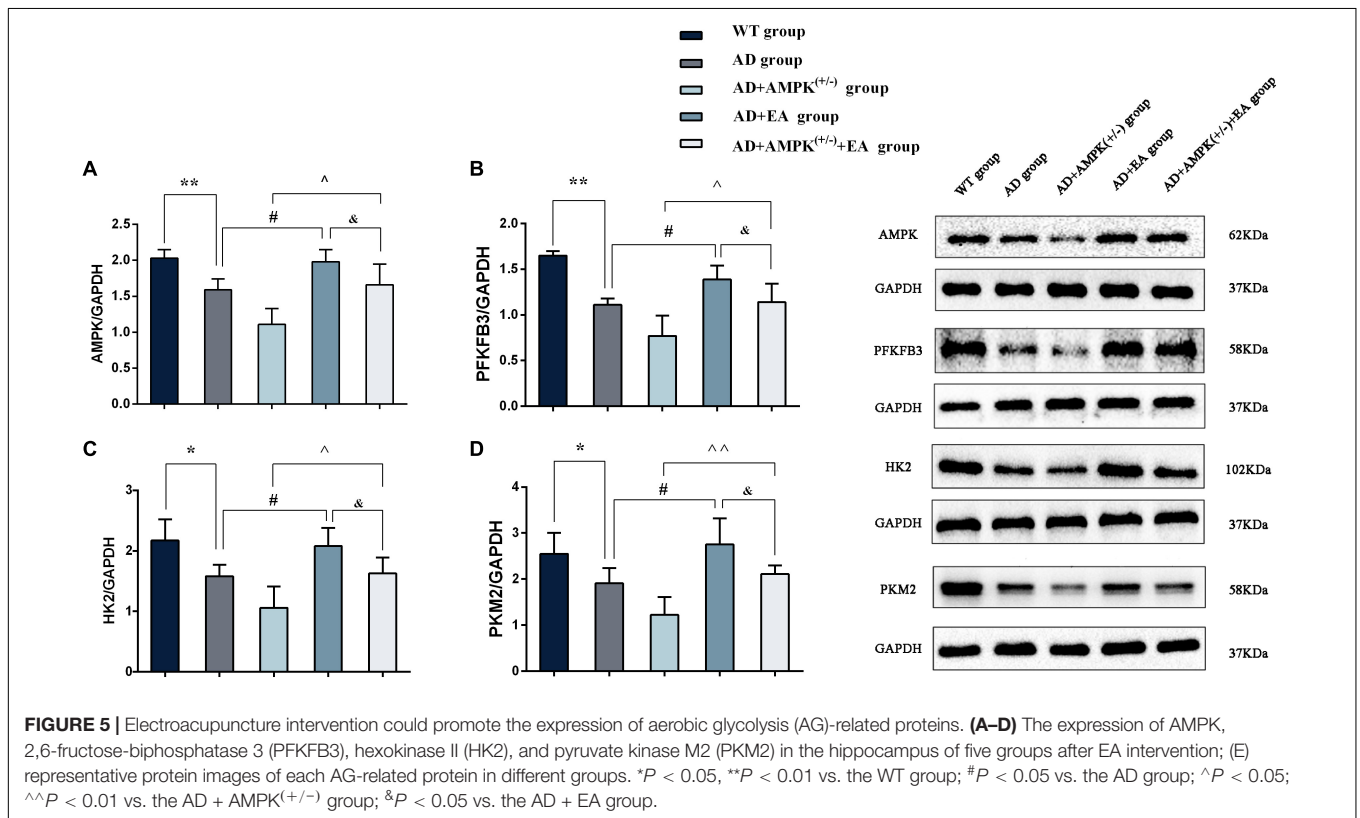 WT group
AD group
AD+AMPK(+/-) group
AD+EA group
AD+AMPK(+/-)+EA group
A
**
^
#
&
2.5
2.0
1.5
1.0
0.5
0.0
AMPK/GAPDH
B
**
^
#
&
2.0
1.5
1.0
0.5
0.0
PFKFB3/GAPDH
C
*
^
#
&
3
2
1
0
HK2/GAPDH
D
*
^ ^
#
&
4
3
2
1
0
PKM2/GAPDH
WT group
AD group
AD+AMPK(+/-) group
AD+EA group
AD+AMPK(+/-)+EA group
AMPK 62KDa
GAPDH 37KDa
PFKFB3 58KDa
GAPDH 37KDa
HK2 102KDa
GAPDH 37KDa
PKM2 58KDa
GAPDH 37KDa
FIGURE 5 | Electroacupuncture intervention could promote the expression of aerobic glycolysis (AG)-related proteins. (A–D) The expression of AMPK,
2,6-fructose-biphosphatase 3 (PFKFB3), hexokinase II (HK2), and pyruvate kinase M2 (PKM2) in the hippocampus of five groups after EA intervention; (E)
representative protein images of each AG-related protein in different groups. *P < 0.05, **P < 0.01 vs. the WT group; #P < 0.05 vs. the AD group; ^P < 0.05;
^^P < 0.01 vs. the AD + AMPK(+/−) group; &P < 0.05 vs. the AD + EA group.